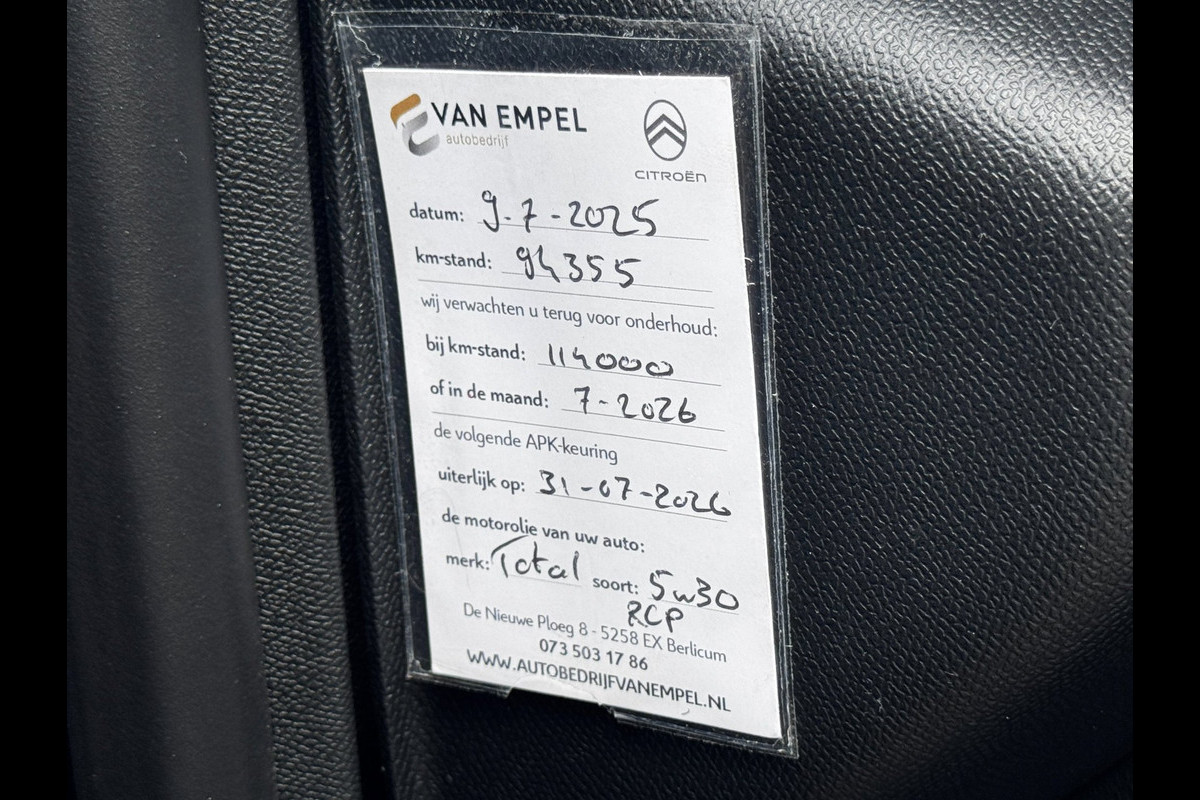 VAN EMPEL
autobedrijf
CITROËN
datum: 9-7-2025
km-stand: 94355
wij verwachten u terug voor onderhoud:
bij km-stand: 114000
of in de maand: 7-2026
de volgende APK-keuring
uiterlijk op: 31-07-2026
de motorolie van uw auto:
merk: Total soort: 5w30
RCP
De Nieuwe Ploeg 8 - 5258 EX Berlicum
073 503 17 86
WWW.AUTOBEDRIJFVANEMPEL.NL